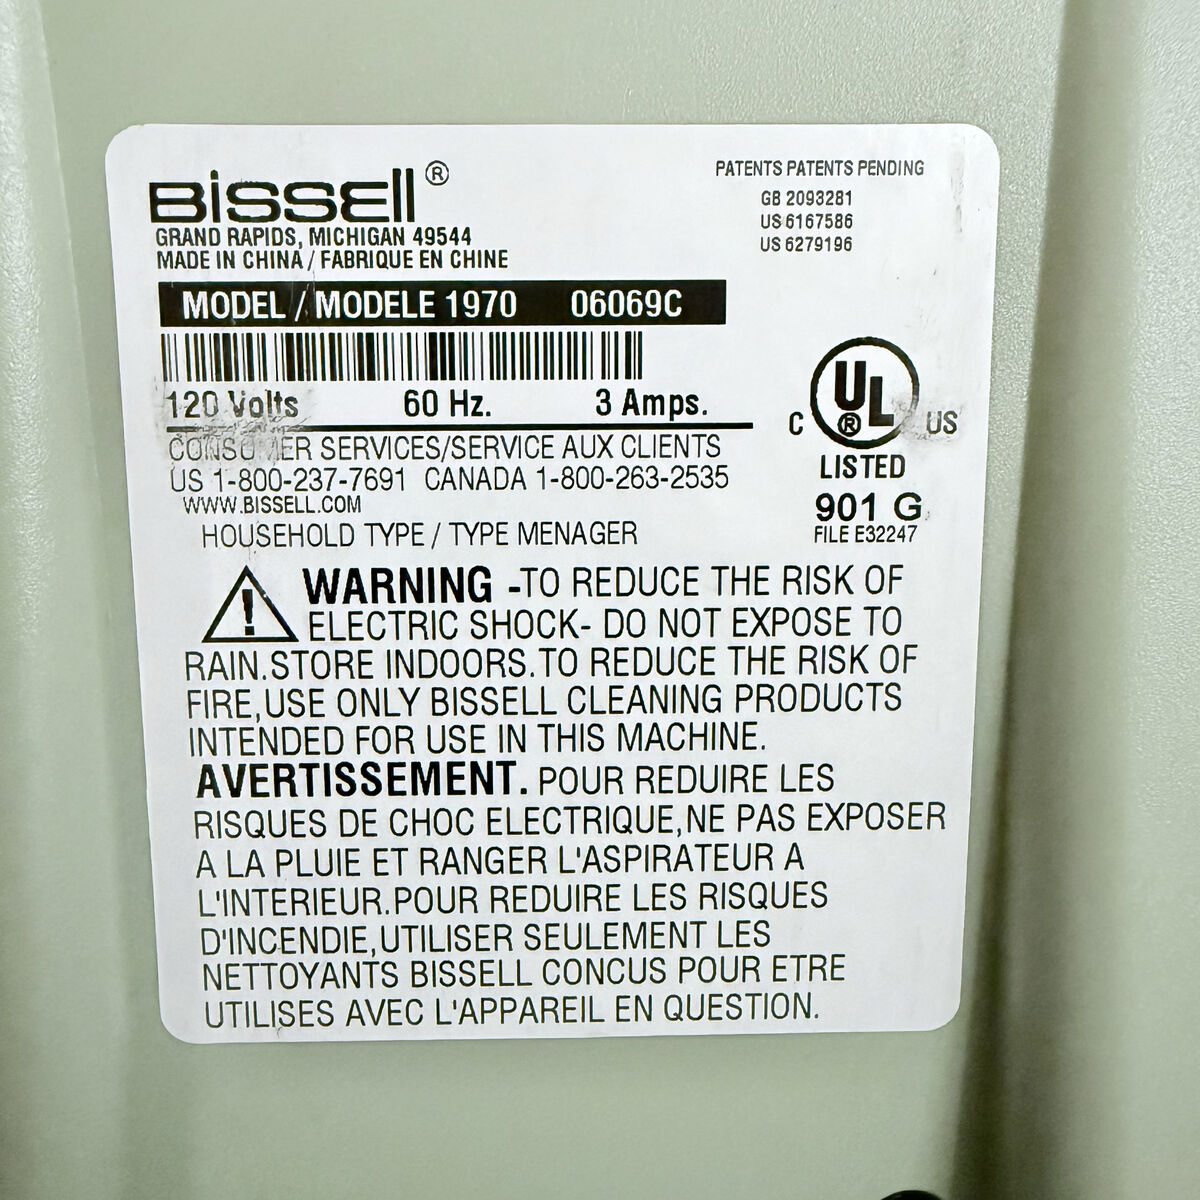 BISSELL®
GRAND RAPIDS, MICHIGAN 49544
MADE IN CHINA / FABRIQUE EN CHINE
PATENTS PATENTS PENDING
GB 2093281
US 6167586
US 6279196
MODEL / MODELE 1970 06069C
120 Volts 60 Hz. 3 Amps.
CONSUMER SERVICES/SERVICE AUX CLIENTS
US 1-800-237-7691 CANADA 1-800-263-2535
WWW.BISSELL.COM
HOUSEHOLD TYPE / TYPE MENAGER
C UL® US
LISTED
901 G
FILE E32247
WARNING -TO REDUCE THE RISK OF
ELECTRIC SHOCK- DO NOT EXPOSE TO
RAIN.STORE INDOORS.TO REDUCE THE RISK OF
FIRE,USE ONLY BISSELL CLEANING PRODUCTS
INTENDED FOR USE IN THIS MACHINE.
AVERTISSEMENT. POUR REDUIRE LES
RISQUES DE CHOC ELECTRIQUE,NE PAS EXPOSER
A LA PLUIE ET RANGER L'ASPIRATEUR A
L'INTERIEUR.POUR REDUIRE LES RISQUES
D'INCENDIE,UTILISER SEULEMENT LES
NETTOYANTS BISSELL CONCUS POUR ETRE
UTILISES AVEC L'APPAREIL EN QUESTION.